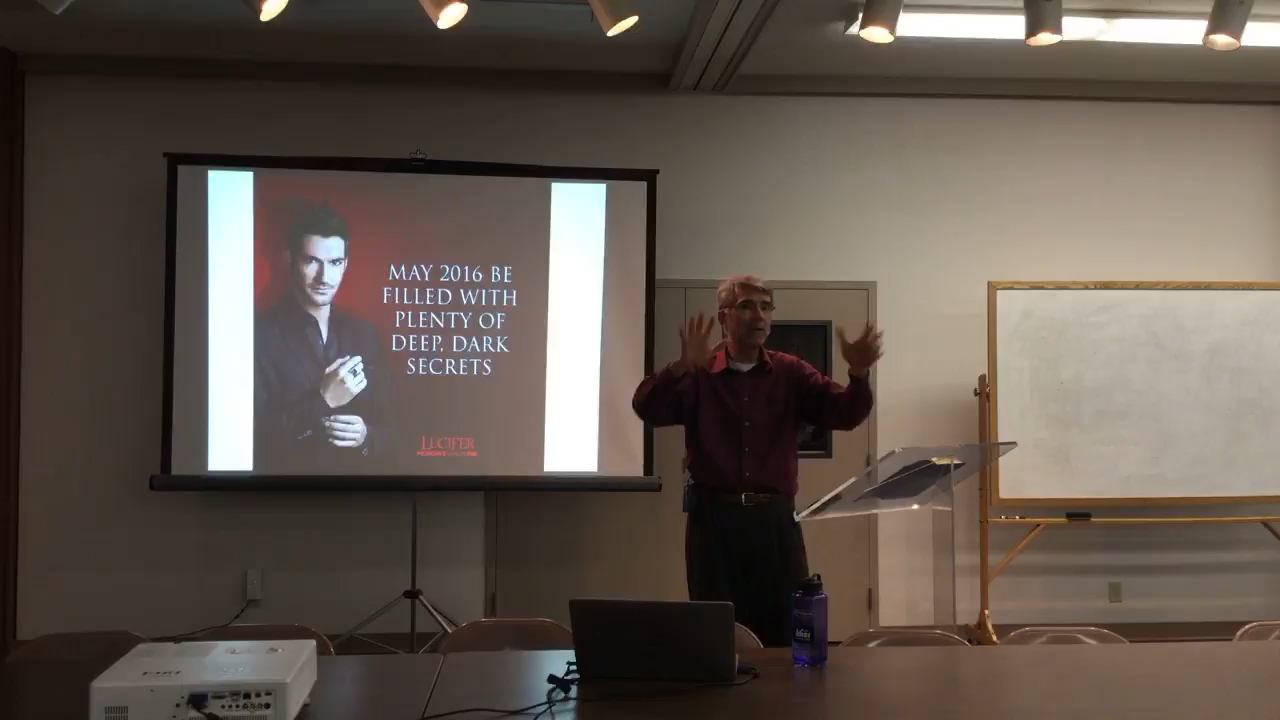 MAY 2016 BE
FILLED WITH
PLENTY OF
DEEP, DARK
SECRETS
LUCIFER